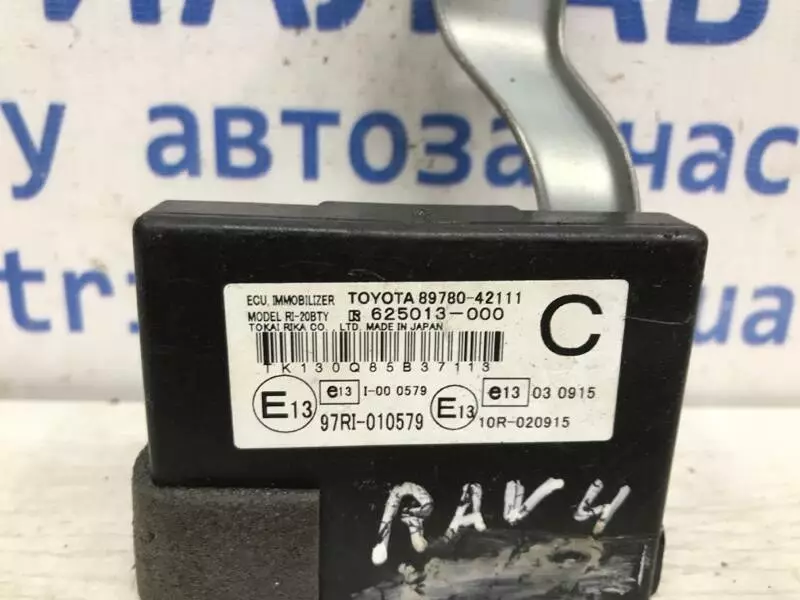 у автозапчас
ECU, IMMOBILIZER TOYOTA 89780-42111
MODEL RI-20BTY 625013-000
TOKAI RIKA CO., LTD. MADE IN JAPAN
C
TK130Q85B37113
E13 e13 I-00 0579 E13 e13 03 0915
97RI-010579 10R-020915
RAV4